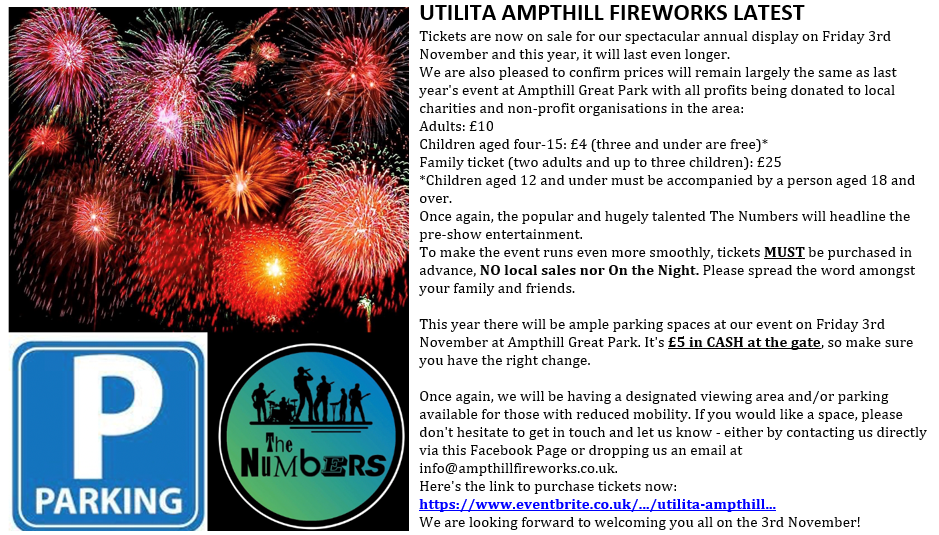 UTILITA AMPTHILL FIREWORKS LATEST
Tickets are now on sale for our spectacular annual display on Friday 3rd
November and this year, it will last even longer.
We are also pleased to confirm prices will remain largely the same as last
year's event at Ampthill Great Park with all profits being donated to local
charities and non-profit organisations in the area:
Adults: £10
Children aged four-15: £4 (three and under are free)*
Family ticket (two adults and up to three children): £25
*Children aged 12 and under must be accompanied by a person aged 18 and
over.
Once again, the popular and hugely talented The Numbers will headline the
pre-show entertainment.
To make the event runs even more smoothly, tickets MUST be purchased in
advance, NO local sales nor On the Night. Please spread the word amongst
your family and friends.
This year there will be ample parking spaces at our event on Friday 3rd
November at Ampthill Great Park. It's £5 in CASH at the gate, so make sure
you have the right change.
Once again, we will be having a designated viewing area and/or parking
available for those with reduced mobility. If you would like a space, please
don't hesitate to get in touch and let us know - either by contacting us directly
via this Facebook Page or dropping us an email at
info@ampthillfireworks.co.uk.
Here's the link to purchase tickets now:
https://www.eventbrite.co.uk/.../utilita-ampthill...
We are looking forward to welcoming you all on the 3rd November!
P
PARKING
The
NUMbERS